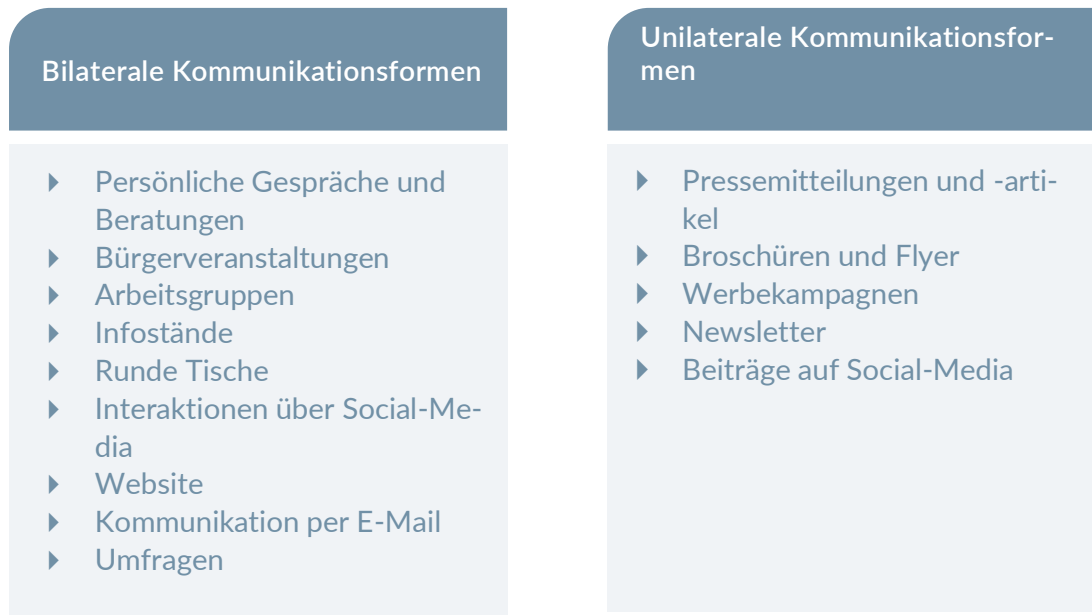 Bilaterale Kommunikationsformen
Persönliche Gespräche und
Beratungen
Bürgerveranstaltungen
Arbeitsgruppen
Infostände
Runde Tische
Interaktionen über Social-Me-
dia
Website
Kommunikation per E-Mail
Umfragen
Unilaterale Kommunikationsfor-
men
Pressemitteilungen und -arti-
kel
Broschüren und Flyer
Werbekampagnen
Newsletter
Beiträge auf Social-Media